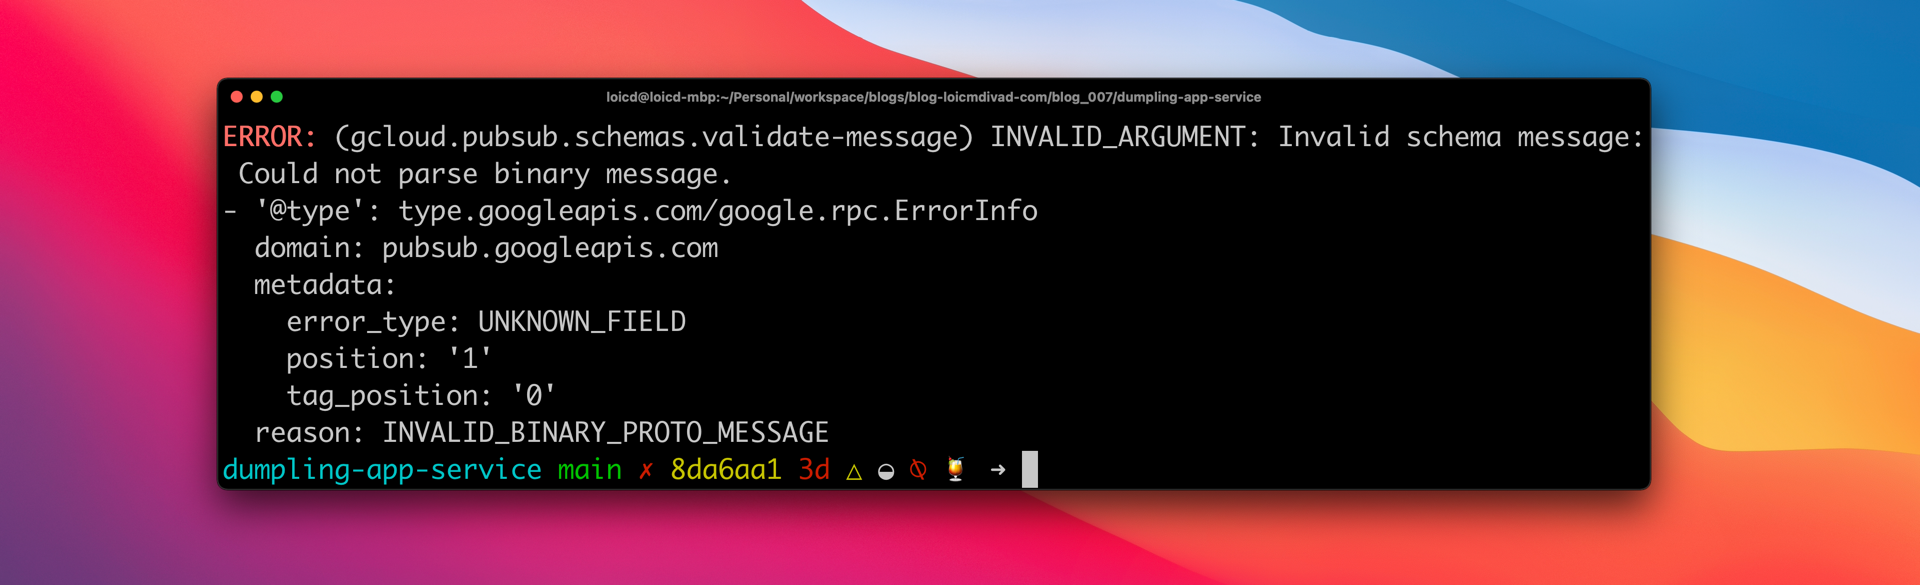 loicd@loicd-mbp:~/Personal/workspace/blogs/blog-loicmdivad-com/blog_007/dumpling-app-service
ERROR: (gcloud.pubsub.schemas.validate-message) INVALID_ARGUMENT: Invalid schema message:
 Could not parse binary message.
- '@type': type.googleapis.com/google.rpc.ErrorInfo
  domain: pubsub.googleapis.com
  metadata:
    error_type: UNKNOWN_FIELD
    position: '1'
    tag_position: '0'
  reason: INVALID_BINARY_PROTO_MESSAGE
dumpling-app-service main ✗ 8da6aa1 3d △ ◒ ⍉ 🍹 ➜